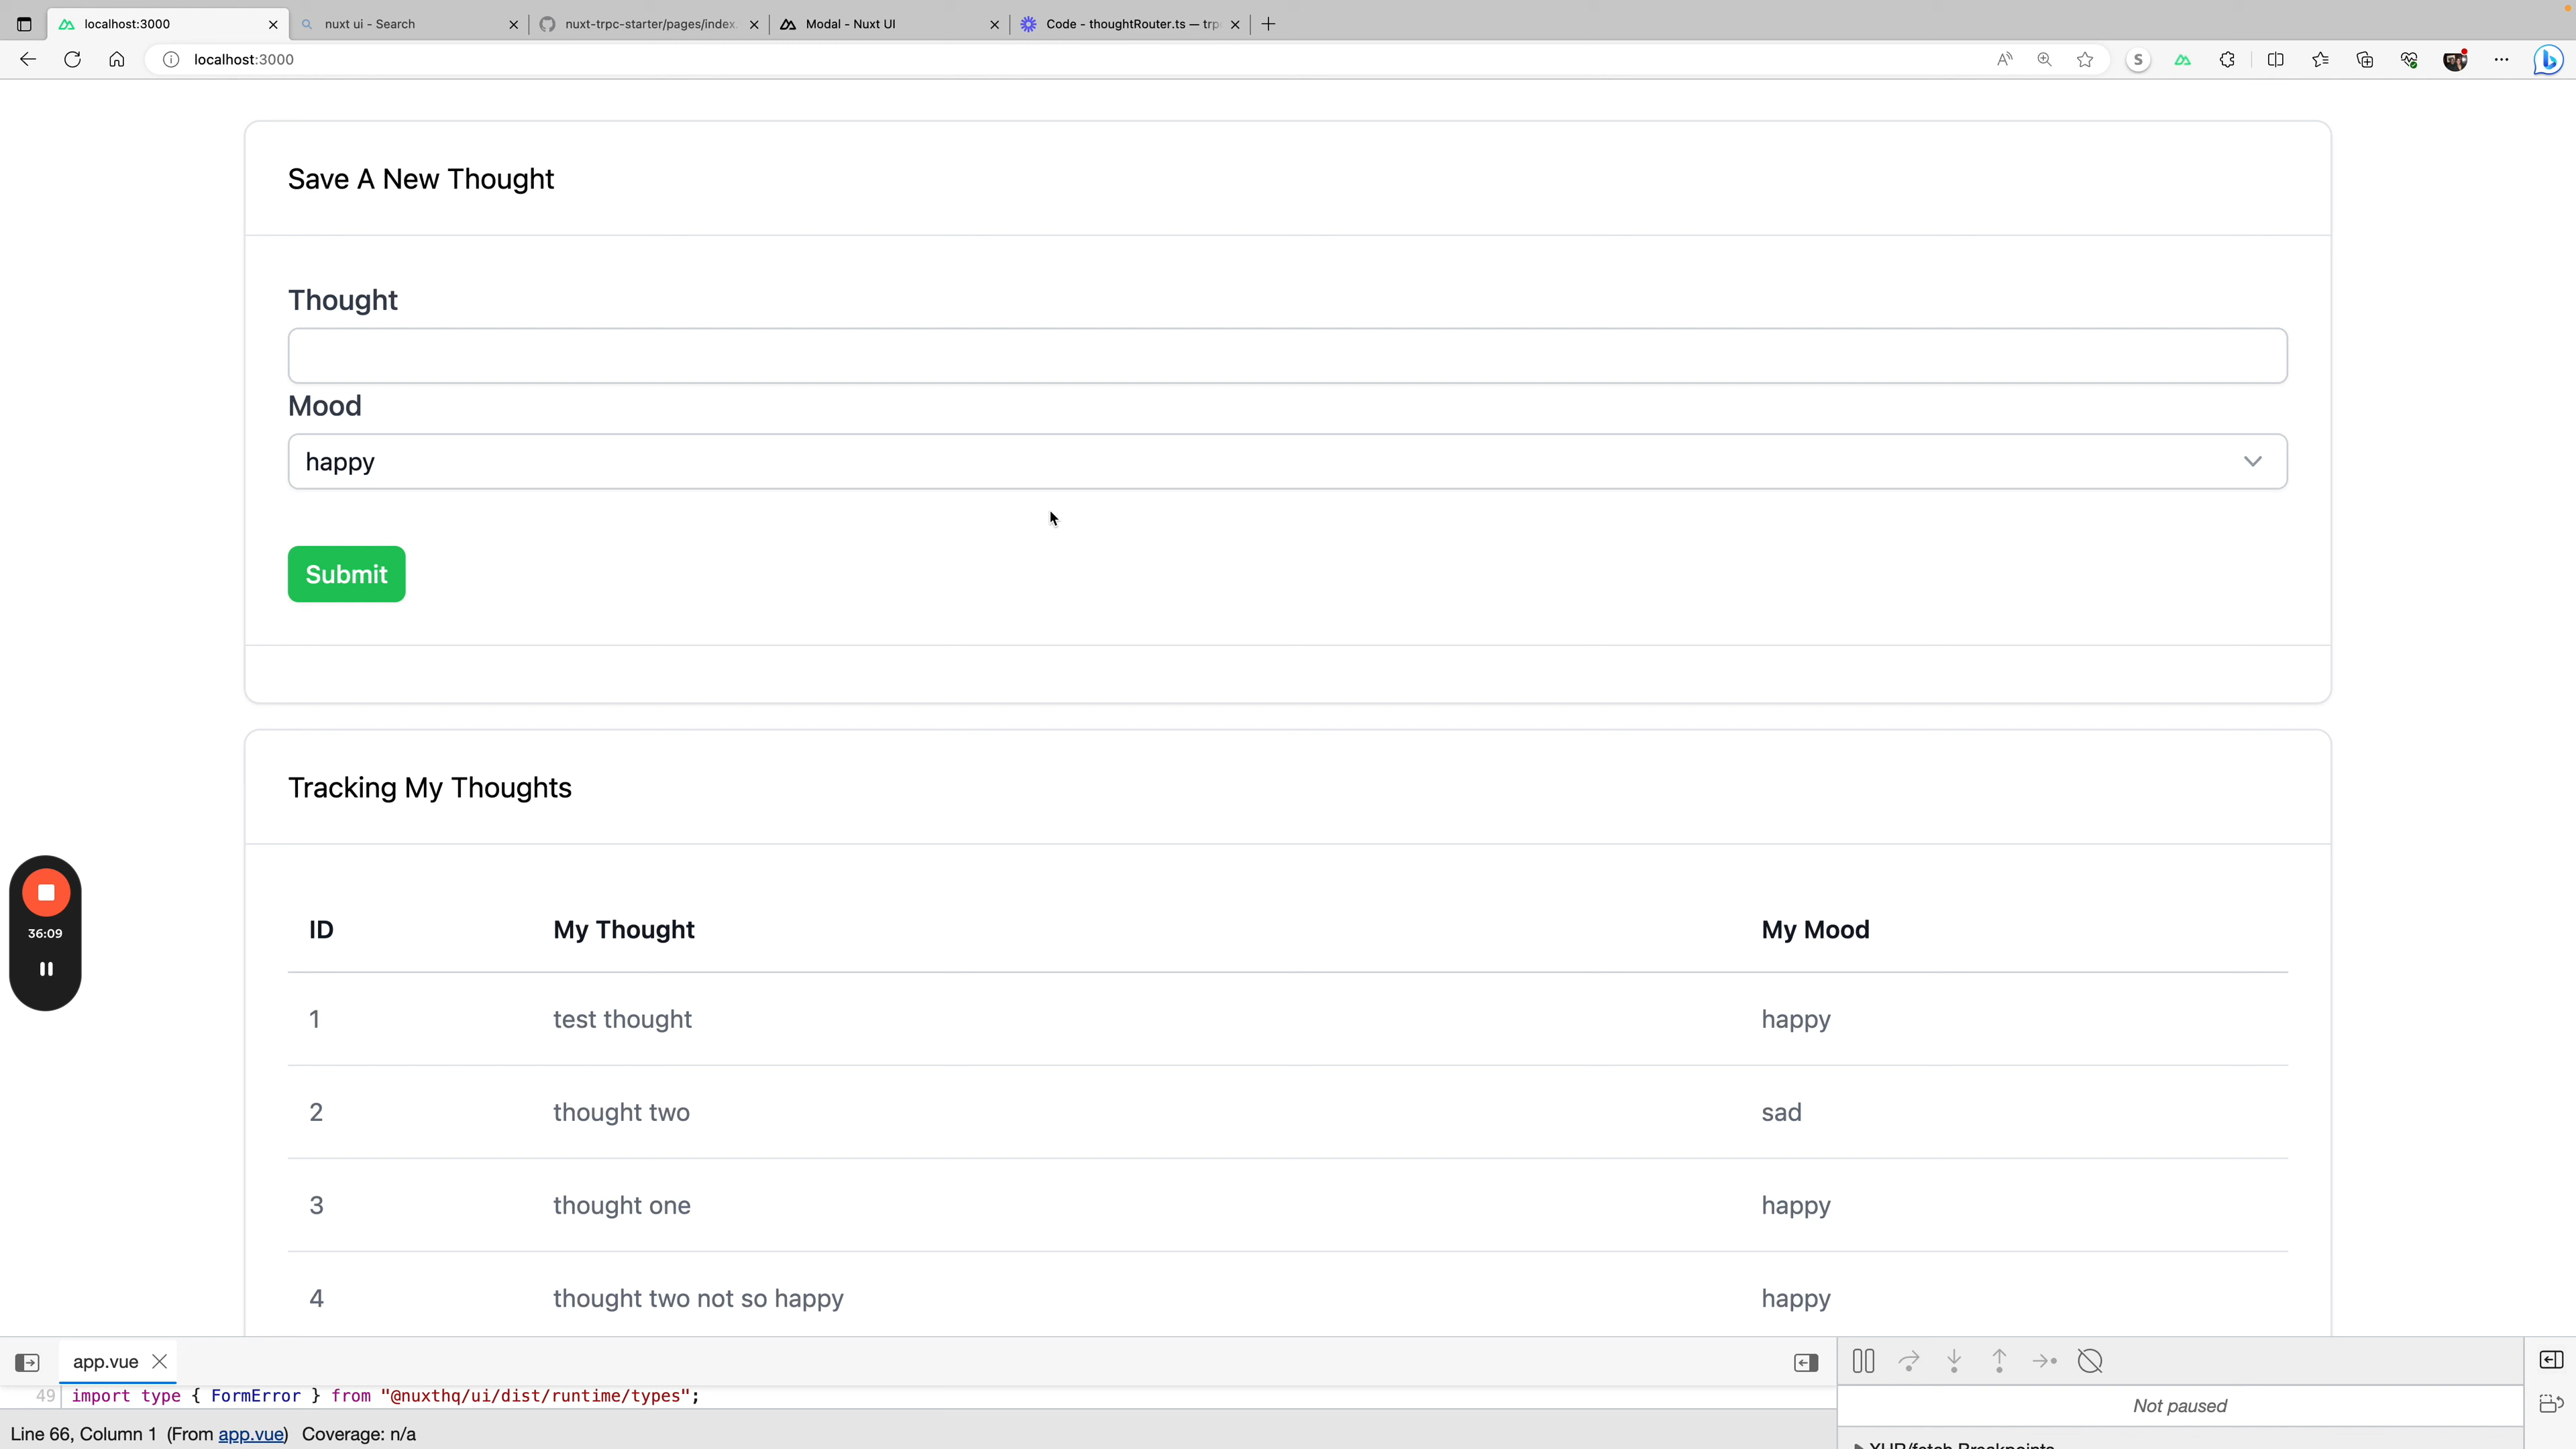 localhost:3000
nuxt ui - Search
nuxt-trpc-starter/pages/index.
Modal - Nuxt UI
Code - thoughtRouter.ts — trp
localhost:3000
S
Save A New Thought
Thought
Mood
happy
Submit
Tracking My Thoughts
ID My Thought My Mood
1 test thought happy
2 thought two sad
3 thought one happy
4 thought two not so happy happy
36:09
app.vue
49 import type { FormError } from "@nuxthq/ui/dist/runtime/types";
Not paused
Line 66, Column 1 (From app.vue) Coverage: n/a
XHR/fetch Breakpoints